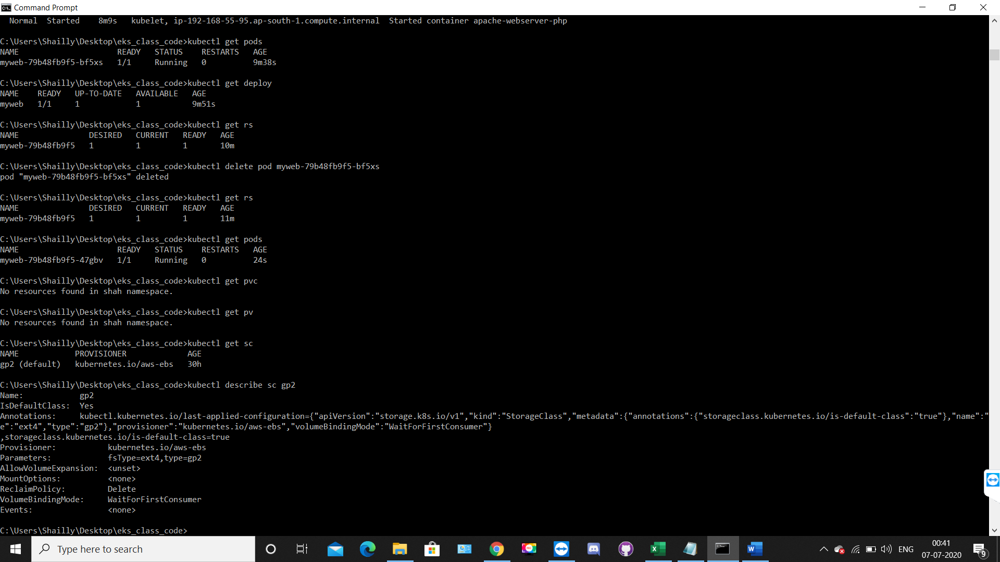 Command Prompt
Normal  Started    8m9s   kubelet, ip-192-168-55-95.ap-south-1.compute.internal  Started container apache-webserver-php
C:\Users\Shailly\Desktop\eks_class_code>kubectl get pods
NAME                     READY   STATUS    RESTARTS   AGE
myweb-79b48fb9f5-bf5xs   1/1     Running   0          9m38s
C:\Users\Shailly\Desktop\eks_class_code>kubectl get deploy
NAME    READY   UP-TO-DATE   AVAILABLE   AGE
myweb   1/1     1            1           9m51s
C:\Users\Shailly\Desktop\eks_class_code>kubectl get rs
NAME               DESIRED   CURRENT   READY   AGE
myweb-79b48fb9f5   1         1         1       10m
C:\Users\Shailly\Desktop\eks_class_code>kubectl delete pod myweb-79b48fb9f5-bf5xs
pod "myweb-79b48fb9f5-bf5xs" deleted
C:\Users\Shailly\Desktop\eks_class_code>kubectl get rs
NAME               DESIRED   CURRENT   READY   AGE
myweb-79b48fb9f5   1         1         1       11m
C:\Users\Shailly\Desktop\eks_class_code>kubectl get pods
NAME                     READY   STATUS    RESTARTS   AGE
myweb-79b48fb9f5-47gbv   1/1     Running   0          24s
C:\Users\Shailly\Desktop\eks_class_code>kubectl get pvc
No resources found in shah namespace.
C:\Users\Shailly\Desktop\eks_class_code>kubectl get pv
No resources found in shah namespace.
C:\Users\Shailly\Desktop\eks_class_code>kubectl get sc
NAME            PROVISIONER             AGE
gp2 (default)   kubernetes.io/aws-ebs   30h
C:\Users\Shailly\Desktop\eks_class_code>kubectl describe sc gp2
Name:            gp2
IsDefaultClass:  Yes
Annotations:     kubectl.kubernetes.io/last-applied-configuration={"apiVersion":"storage.k8s.io/v1","kind":"StorageClass","metadata":{"annotations":{"storageclass.kubernetes.io/is-default-class":"true"},"name":"
e":"ext4","type":"gp2"},"provisioner":"kubernetes.io/aws-ebs","volumeBindingMode":"WaitForFirstConsumer"}
,storageclass.kubernetes.io/is-default-class=true
Provisioner:           kubernetes.io/aws-ebs
Parameters:            fsType=ext4,type=gp2
AllowVolumeExpansion:  <unset>
MountOptions:          <none>
ReclaimPolicy:         Delete
VolumeBindingMode:     WaitForFirstConsumer
Events:                <none>
C:\Users\Shailly\Desktop\eks_class_code>
Type here to search
ENG
00:41
07-07-2020
9